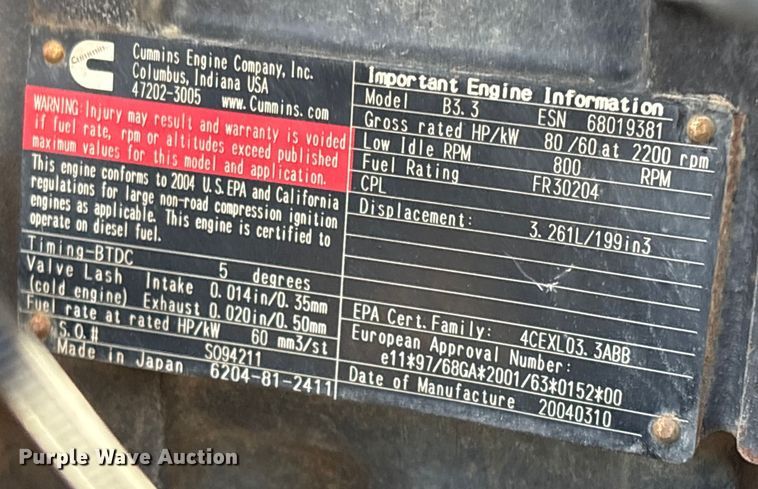 Cummins
Cummins Engine Company, Inc.
Columbus, Indiana USA
47202-3005 www.Cummins.com
WARNING: Injury may result and warranty is voided
if fuel rate, rpm or altitudes exceed published
maximum values for this model and application.
This engine conforms to 2004 U.S.EPA and California
regulations for large non-road compression ignition
engines as applicable. This engine is certified to
operate on diesel fuel.
Timing-BTDC 5 degrees
Valve Lash Intake 0.014in/0.35mm
(cold engine) Exhaust 0.020in/0.50mm
Fuel rate at rated HP/kW 60 mm3/st
S.O.# SO94211
Made in Japan 6204-81-2411
Important Engine Information
Model B3.3 ESN 68019381
Gross rated HP/kW 80/60 at 2200 rpm
Low Idle RPM 800 RPM
Fuel Rating FR30204
CPL
Displacement: 3.261L/199in3
EPA Cert.Family: 4CEXL03.3ABB
European Approval Number:
e11*97/68GA*2001/63*0152*00
Date of Manufacture 20040310
Purple Wave Auction